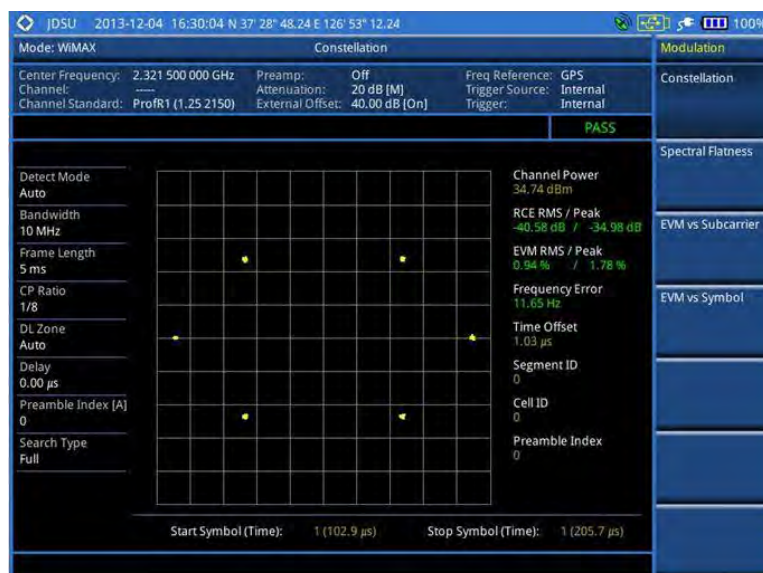 JDSU 2013-12-04 16:30:04 N 37' 28" 48.24 E 126' 53" 12.24 100%
Mode: WiMAX Constellation Modulation
Center Frequency: 2.321 500 000 GHz Preamp: Off Freq Reference: GPS
Channel: ----- Attenuation: 20 dB [M] Trigger Source: Internal
Channel Standard: ProfR1 (1.25 2150) External Offset: 40.00 dB [On] Trigger: Internal
Constellation
PASS
Spectral Flatness
EVM vs Subcarrier
EVM vs Symbol
Detect Mode
Auto
Bandwidth
10 MHz
Frame Length
5 ms
CP Ratio
1/8
DL Zone
Auto
Delay
0.00 µs
Preamble Index [A]
0
Search Type
Full
Channel Power
34.74 dBm
RCE RMS / Peak
-40.58 dB / -34.98 dB
EVM RMS / Peak
0.94 % / 1.78 %
Frequency Error
11.65 Hz
Time Offset
1.03 µs
Segment ID
0
Cell ID
0
Preamble Index
0
Start Symbol (Time): 1 (102.9 µs) Stop Symbol (Time): 1 (205.7 µs)